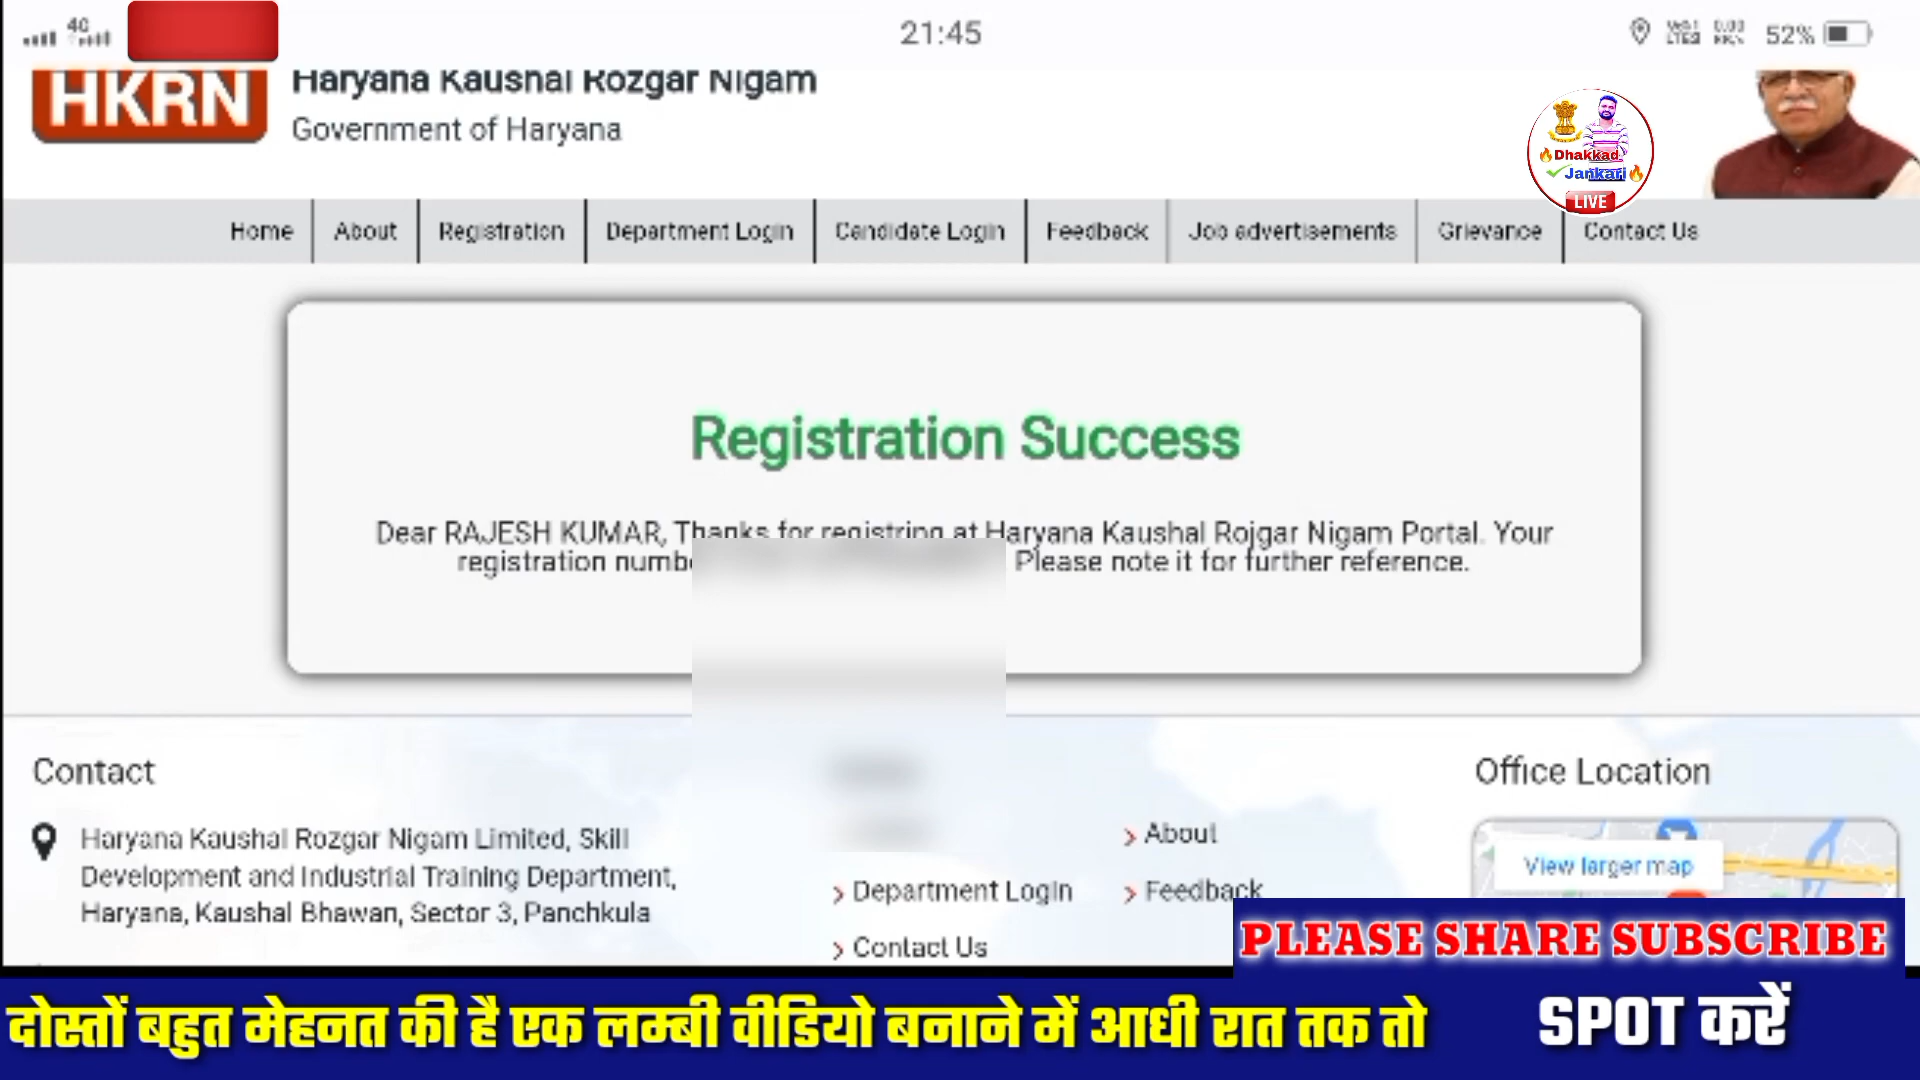 4G
21:45
52%
HKRN
Haryana Kaushal Rozgar Nigam
Government of Haryana
Dhakkad
Jankari
LIVE
Home
About
Registration
Department Login
Candidate Login
Feedback
Job advertisements
Grievance
Contact Us
Registration Success
Dear RAJESH KUMAR, Thanks for registring at Haryana Kaushal Rojgar Nigam Portal. Your
registration Please note it for further reference.
Contact
Office Location
Haryana Kaushal Rozgar Nigam Limited, Skill
Development and Industrial Training Department,
Haryana, Kaushal Bhawan, Sector 3, Panchkula
About
Department Login
Feedback
Contact Us
View larger map
PLEASE SHARE SUBSCRIBE
दोस्तों बहुत मेहनत की है एक लम्बी वीडियो बनाने में आधी रात तक तो
SPOT करें